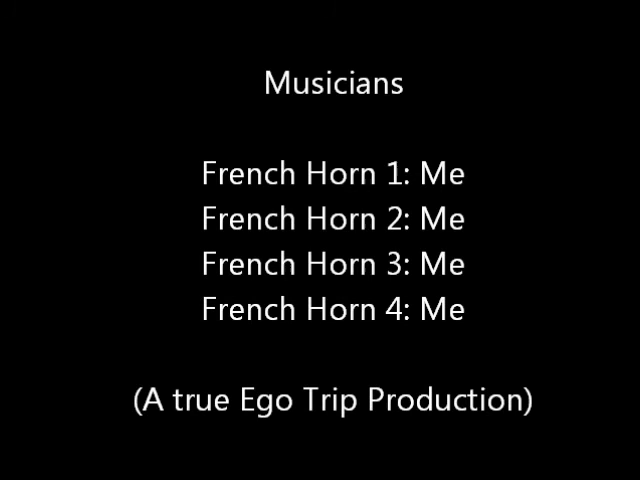 Musicians
French Horn 1: Me
French Horn 2: Me
French Horn 3: Me
French Horn 4: Me
(A true Ego Trip Production)